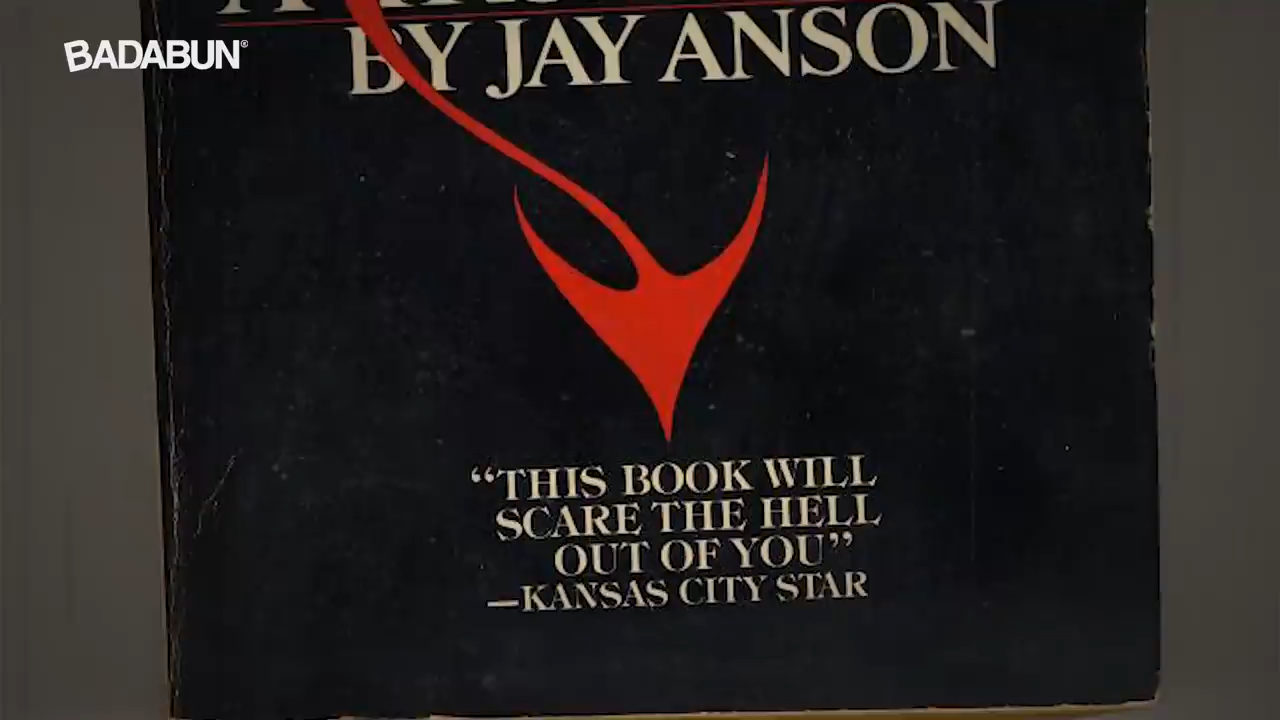 BADABUN®
BY JAY ANSON
“THIS BOOK WILL
SCARE THE HELL
OUT OF YOU”
—KANSAS CITY STAR